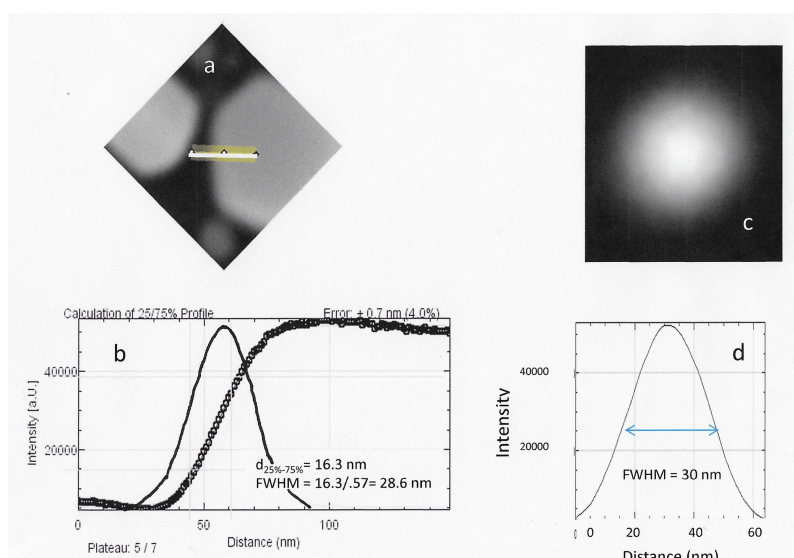 a
c
Calculation of 25/75% Profile Error: ± 0.7 nm (4.0%)
b
40000
20000
Intensity [a.U.]
d25%-75%= 16.3 nm
FWHM = 16.3/.57= 28.6 nm
0 50 100
Plateau: 5 / 7
Distance (nm)
d
40000
20000
Intensity
FWHM = 30 nm
0 20 40 60
Distance (nm)